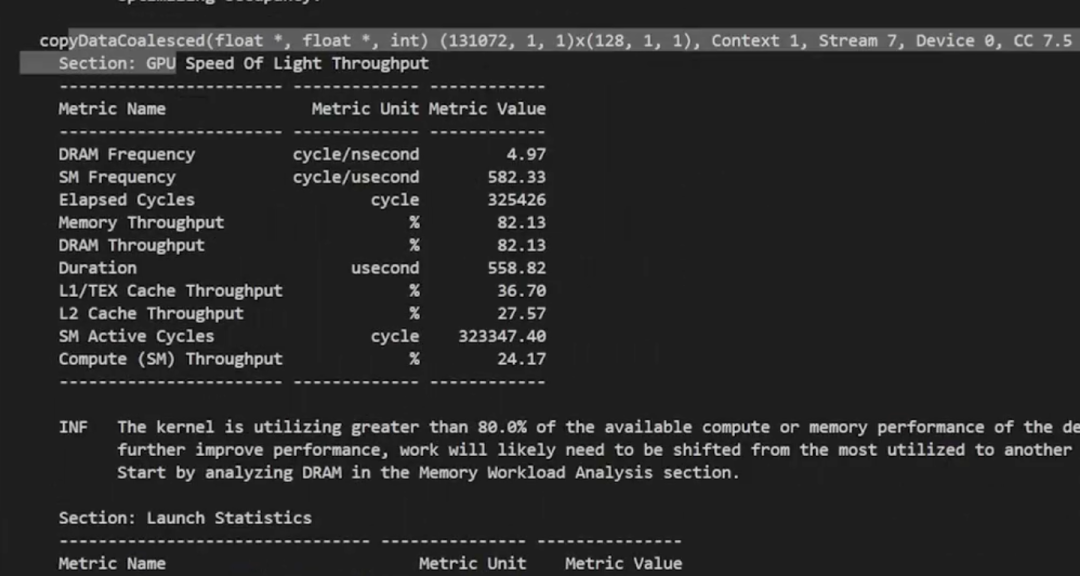 optimizing occupancy.
copyDataCoalesced(float *, float *, int) (131072, 1, 1)x(128, 1, 1), Context 1, Stream 7, Device 0, CC 7.5
Section: GPU Speed Of Light Throughput
----------------------- ------------- ------------
Metric Name Metric Unit Metric Value
----------------------- ------------- ------------
DRAM Frequency cycle/nsecond 4.97
SM Frequency cycle/usecond 582.33
Elapsed Cycles cycle 325426
Memory Throughput % 82.13
DRAM Throughput % 82.13
Duration usecond 558.82
L1/TEX Cache Throughput % 36.70
L2 Cache Throughput % 27.57
SM Active Cycles cycle 323347.40
Compute (SM) Throughput % 24.17
----------------------- ------------- ------------
INF The kernel is utilizing greater than 80.0% of the available compute or memory performance of the de
further improve performance, work will likely need to be shifted from the most utilized to another
Start by analyzing DRAM in the Memory Workload Analysis section.
Section: Launch Statistics
-------------------------------- --------------- ---------------
Metric Name Metric Unit Metric Value